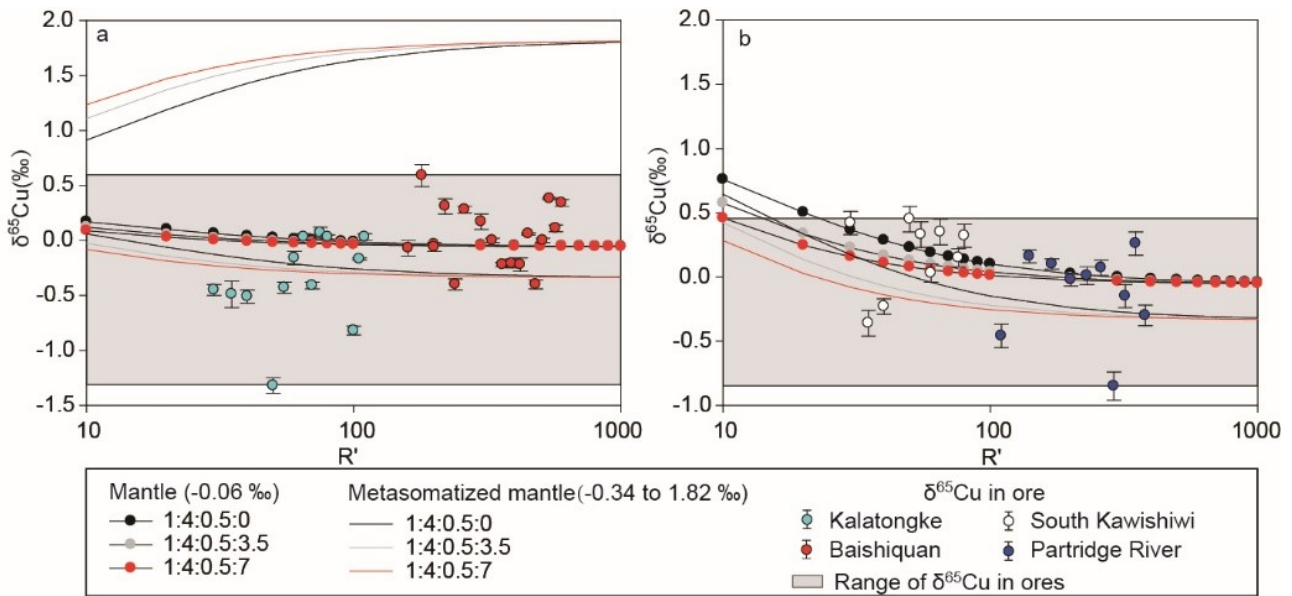 a
2.0
1.5
1.0
0.5
0.0
-0.5
-1.0
-1.5
δ⁶⁵Cu(‰)
10
100
1000
R'
b
2.0
1.5
1.0
0.5
0.0
-0.5
-1.0
δ⁶⁵Cu(‰)
10
100
1000
R'
Mantle (-0.06 ‰)
1:4:0.5:0
1:4:0.5:3.5
1:4:0.5:7
Metasomatized mantle(-0.34 to 1.82 ‰)
1:4:0.5:0
1:4:0.5:3.5
1:4:0.5:7
δ⁶⁵Cu in ore
Kalatongke
South Kawishiwi
Baishiquan
Partridge River
Range of δ⁶⁵Cu in ores